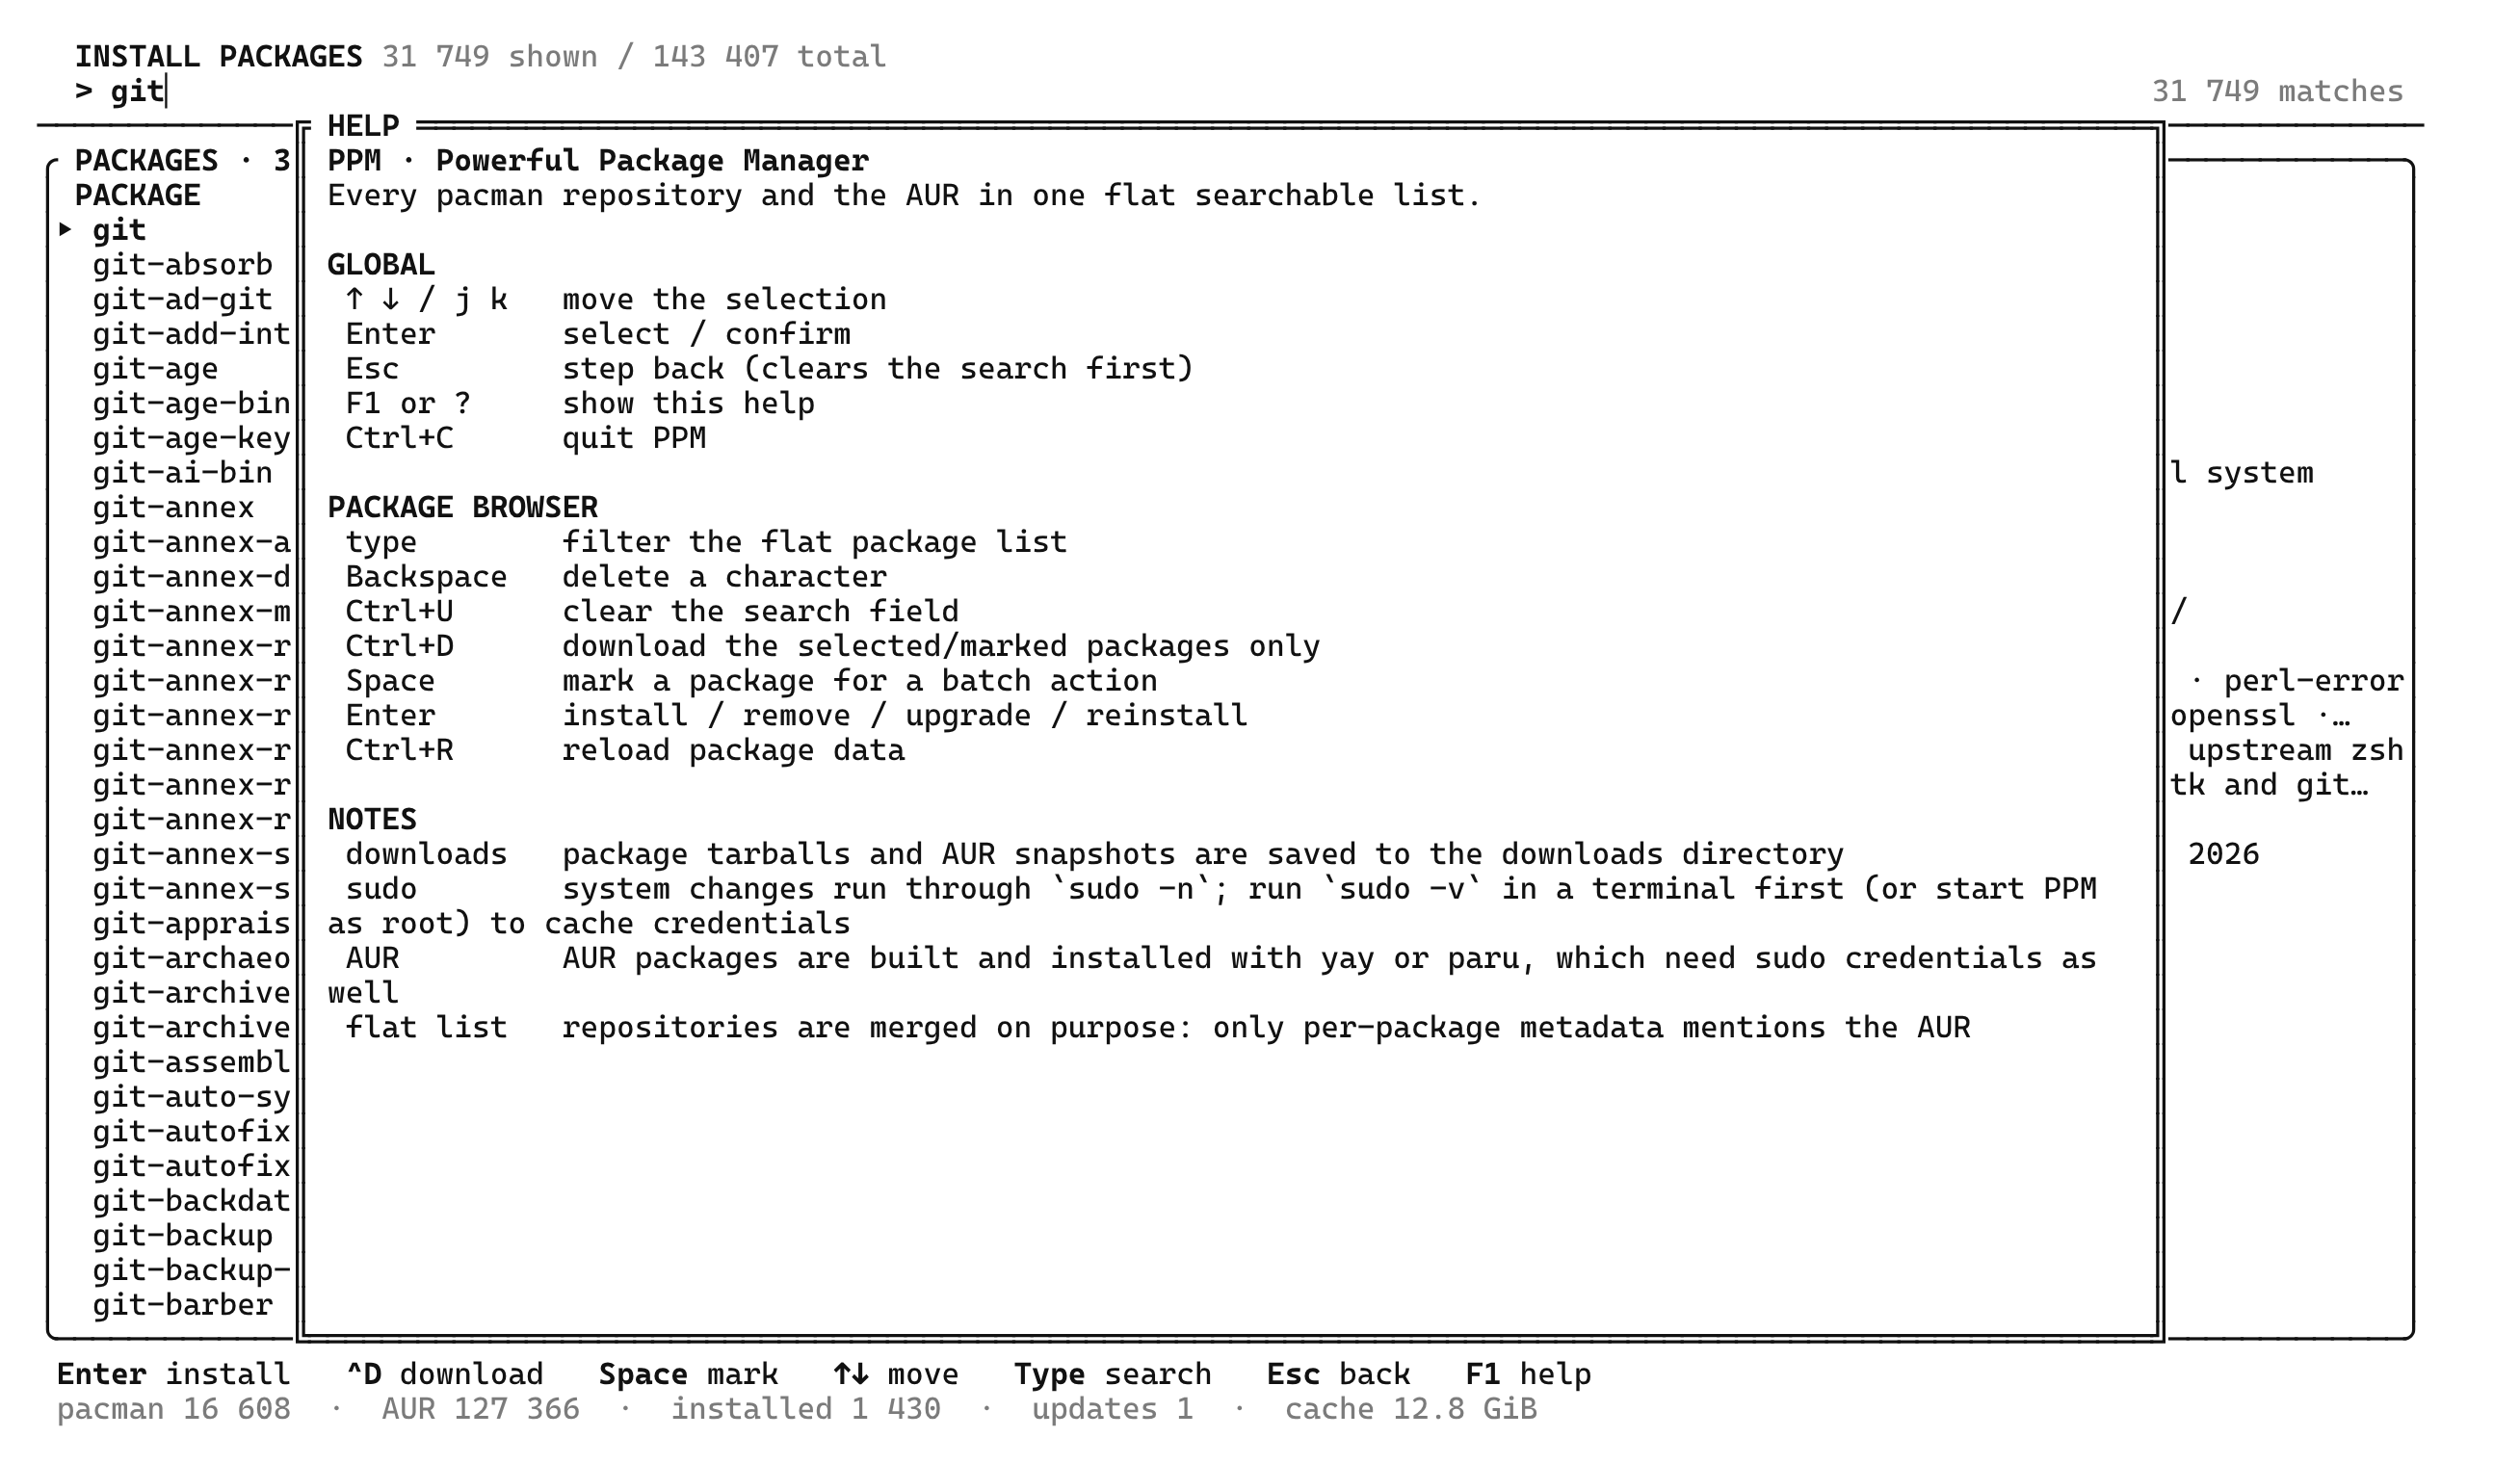 INSTALL PACKAGES 31 749 shown / 143 407 total
> git
31 749 matches
HELP
PACKAGES · 3
PACKAGE
▸ git
git-absorb
git-ad-git
git-add-int
git-age
git-age-bin
git-age-key
git-ai-bin
git-annex
git-annex-a
git-annex-d
git-annex-m
git-annex-r
git-annex-r
git-annex-r
git-annex-r
git-annex-r
git-annex-r
git-annex-s
git-annex-s
git-apprais
git-archaeo
git-archive
git-archive
git-assembl
git-auto-sy
git-autofix
git-autofix
git-backdat
git-backup
git-backup-
git-barber
PPM · Powerful Package Manager
Every pacman repository and the AUR in one flat searchable list.
GLOBAL
↑ ↓ / j k move the selection
Enter select / confirm
Esc step back (clears the search first)
F1 or ? show this help
Ctrl+C quit PPM
PACKAGE BROWSER
type filter the flat package list
Backspace delete a character
Ctrl+U clear the search field
Ctrl+D download the selected/marked packages only
Space mark a package for a batch action
Enter install / remove / upgrade / reinstall
Ctrl+R reload package data
NOTES
downloads package tarballs and AUR snapshots are saved to the downloads directory
sudo system changes run through `sudo -n`; run `sudo -v` in a terminal first (or start PPM
as root) to cache credentials
AUR AUR packages are built and installed with yay or paru, which need sudo credentials as
well
flat list repositories are merged on purpose: only per-package metadata mentions the AUR
l system
/
· perl-error
openssl ·…
upstream zsh
tk and git…
2026
Enter install ^D download Space mark ↑↓ move Type search Esc back F1 help
pacman 16 608 · AUR 127 366 · installed 1 430 · updates 1 · cache 12.8 GiB